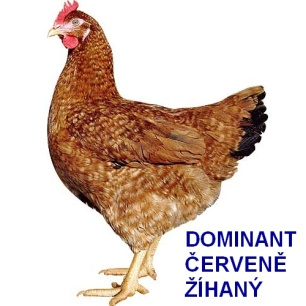 DOMINANT
ČERVENĚ
ŽÍHANÝ